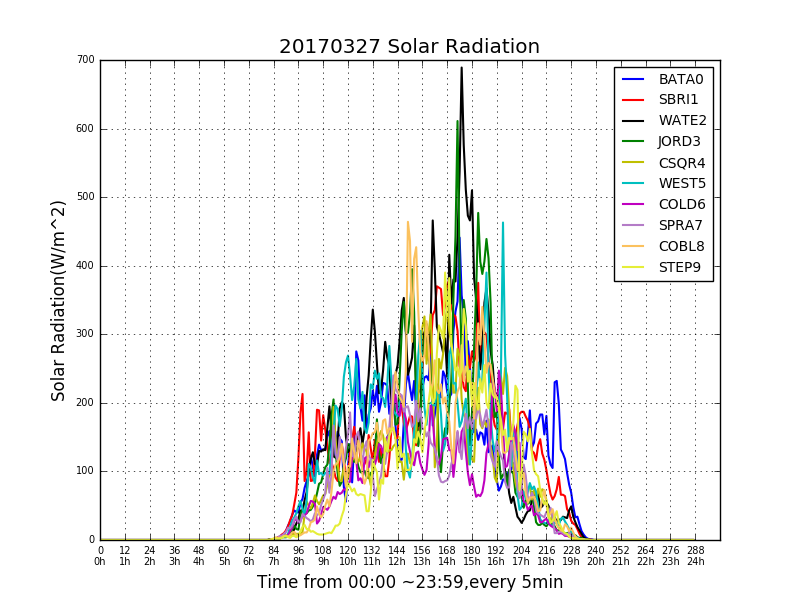 20170327 Solar Radiation
700
600
500
400
300
200
100
0
Solar Radiation(W/m^2)
BATA0
SBRI1
WATE2
JORD3
CSQR4
WEST5
COLD6
SPRA7
COBL8
STEP9
0 12 24 36 48 60 72 84 96 108 120 132 144 156 168 180 192 204 216 228 240 252 264 276 288
0h 1h 2h 3h 4h 5h 6h 7h 8h 9h 10h 11h 12h 13h 14h 15h 16h 17h 18h 19h 20h 21h 22h 23h 24h
Time from 00:00 ~23:59,every 5min